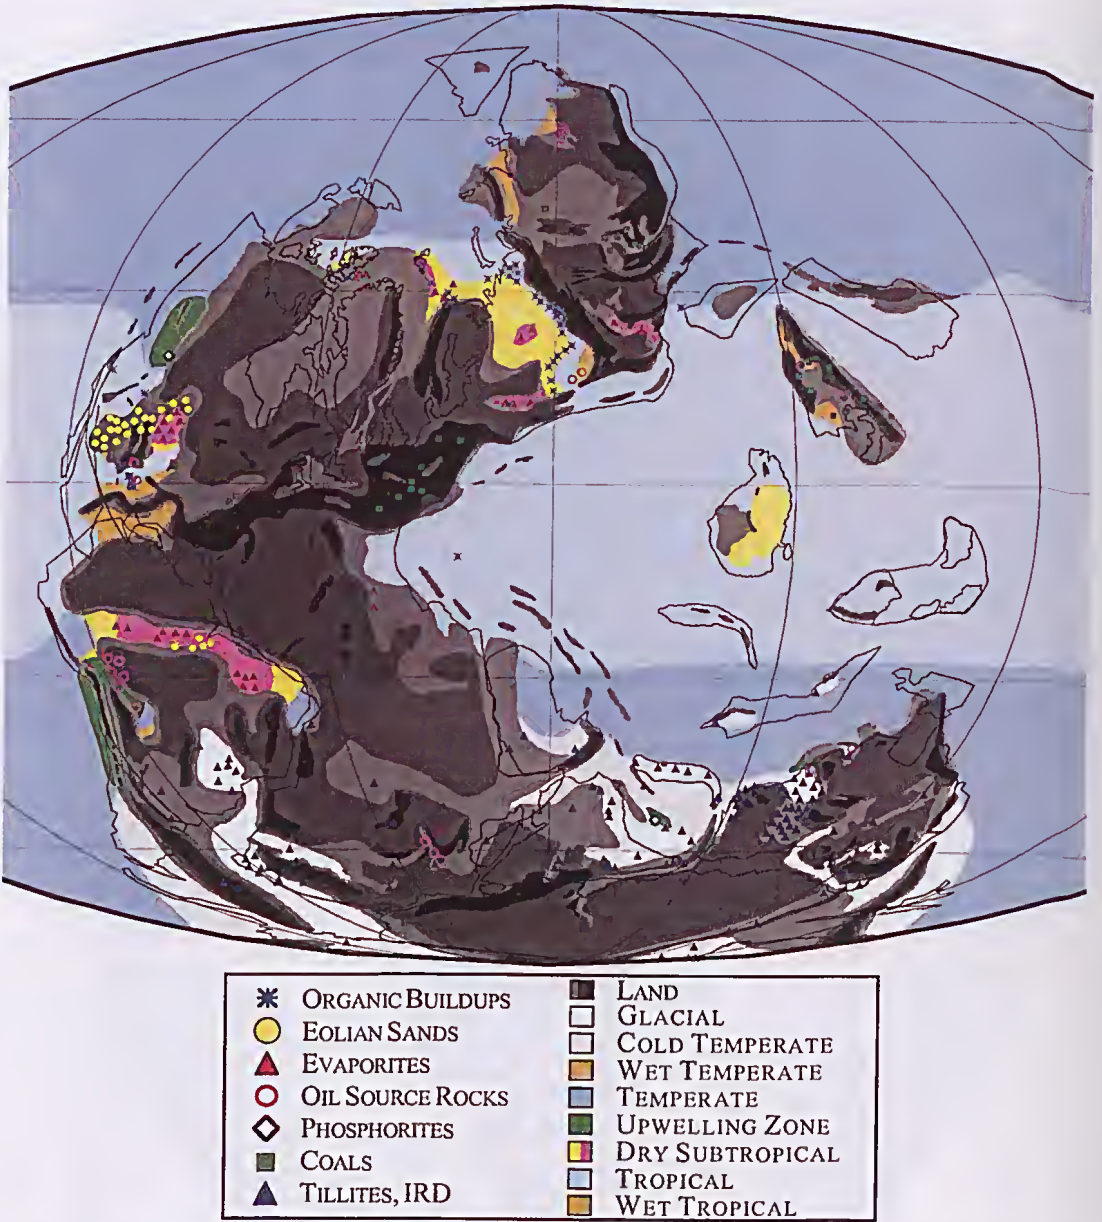 ORGANIC BUILDUPS
EOLIAN SANDS
EVAPORITES
OIL SOURCE ROCKS
PHOSPHORITES
COALS
TILLITES, IRD
LAND
GLACIAL
COLD TEMPERATE
WET TEMPERATE
TEMPERATE
UPWELLING ZONE
DRY SUBTROPICAL
TROPICAL
WET TROPICAL